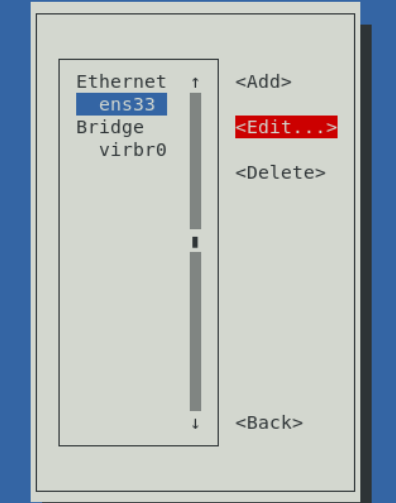 Ethernet ↑ <Add>
ens33
Bridge <Edit...>
virbr0
<Delete>
↓ <Back>